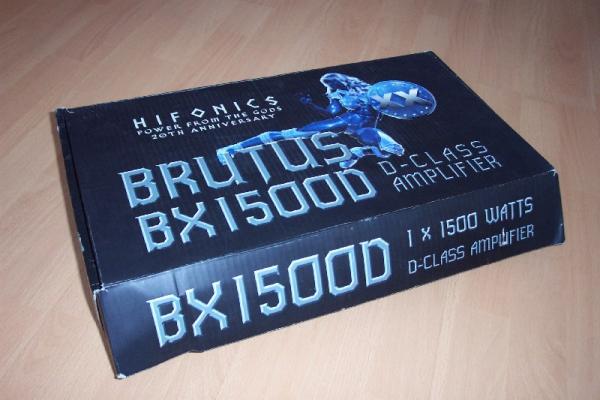 HIFONICS
POWER FROM THE GODS
20TH ANNIVERSARY
XX
BRUTUS
BX1500D
D-CLASS
AMPLIFIER
BX1500D
1 X 1500 WATTS
D-CLASS AMPLIFIER